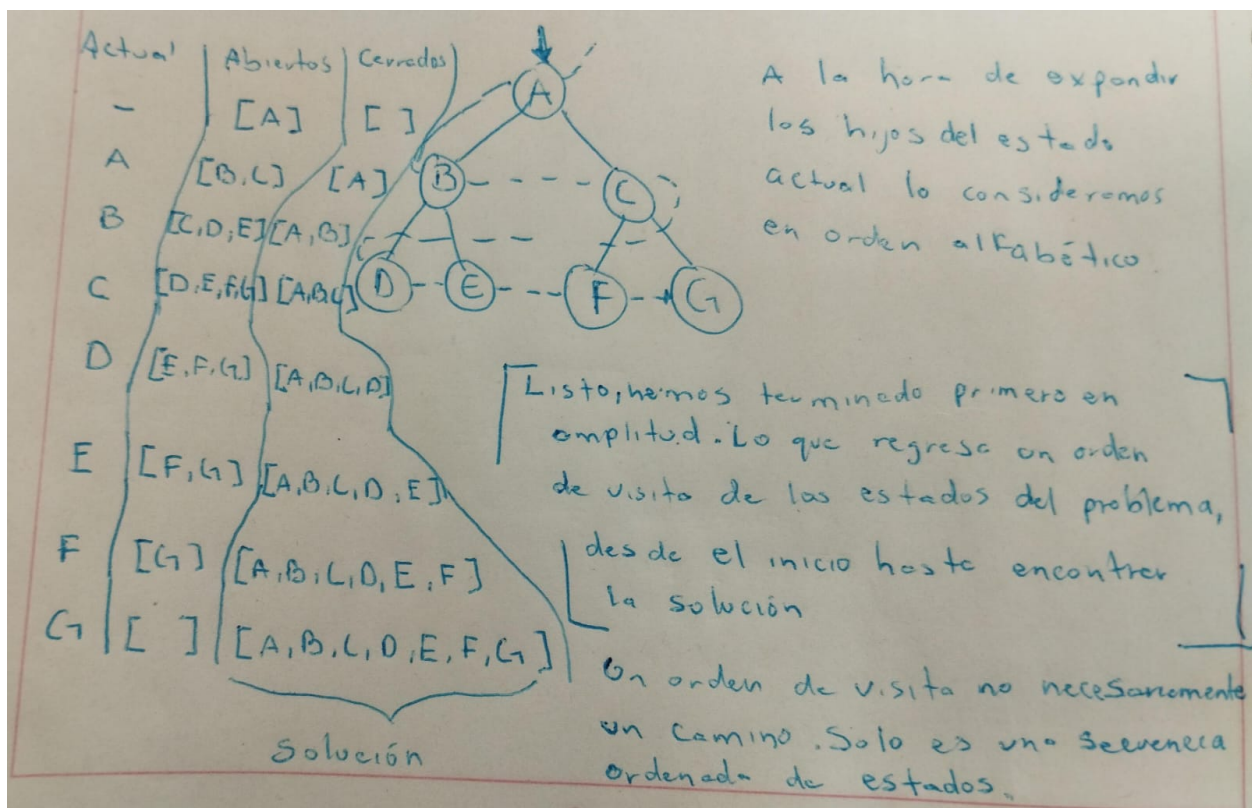 Actual Abiertos Cerrados
- [A] [ ]
A [B,C] [A]
B [C,D,E] [A,B]
C [D,E,F,G] [A,B,C]
D [E,F,G] [A,B,C,D]
E [F,G] [A,B,C,D,E]
F [G] [A,B,C,D,E,F]
G [ ] [A,B,C,D,E,F,G]
Solución
A
B C
D E F G
A la hora de expandir
los hijos del estado
actual lo consideremos
en orden alfabético
Listo, hemos terminado primero en
amplitud. Lo que regresa un orden
de visita de los estados del problema,
desde el inicio hasta encontrar
la solución
Un orden de visita no necesariamente
un camino. Solo es una
ordenada de estados.